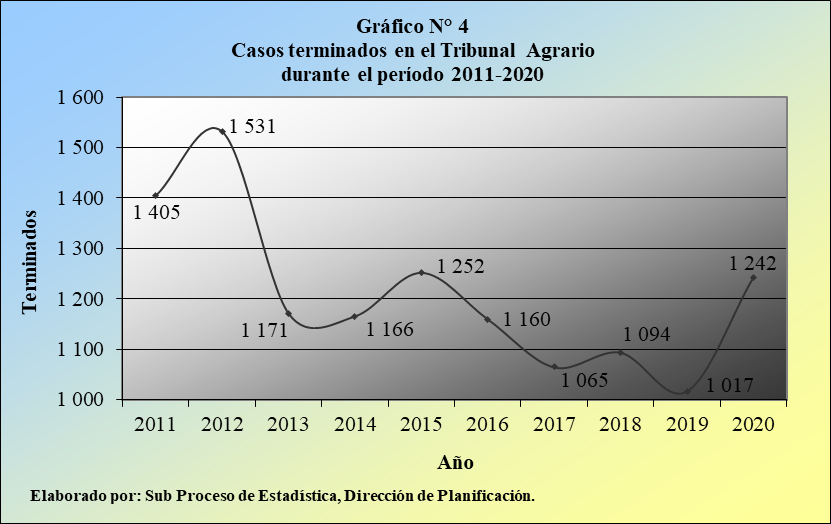 Gráfico N° 4
Casos terminados en el Tribunal Agrario
durante el período 2011-2020
1 600
1 500
1 400
1 300
1 200
1 100
1 000
Terminados
1 405
1 531
1 171
1 166
1 252
1 160
1 065
1 094
1 017
1 242
2011 2012 2013 2014 2015 2016 2017 2018 2019 2020
Año
Elaborado por: Sub Proceso de Estadística, Dirección de Planificación.